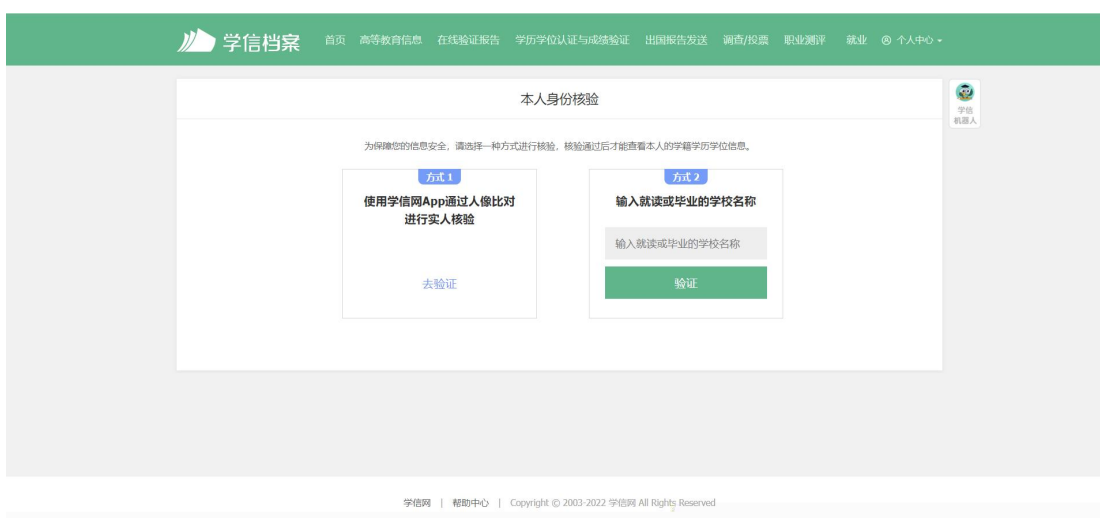 学信档案 首页 高等教育信息 在线验证报告 学历学位认证与成绩验证 出国报告发送 调查/投票 职业测评 就业 个人中心
本人身份核验
学信
机器人
为保障您的信息安全，请选择一种方式进行核验，核验通过后才能查看本人的学籍学历学位信息。
方式 1
使用学信网App通过人像比对
进行实人核验
去验证
方式 2
输入就读或毕业的学校名称
输入就读或毕业的学校名称
验证
学信网 | 帮助中心 | Copyright © 2003-2022 学信网 All Rights Reserved